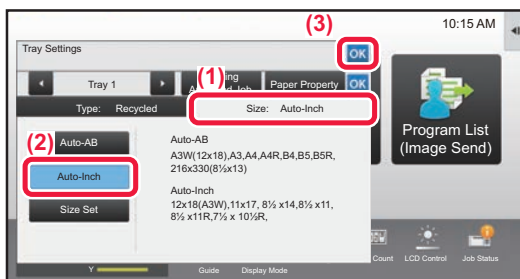 10:15 AM
(3)
Tray Settings
OK
(1)
Tray 1
Paper Property
OK
Type: Recycled
Size: Auto-Inch
(2)
Auto-AB
Auto-Inch
Size Set
Auto-AB
A3W(12x18),A3,A4,A4R,B4,B5,B5R,
216x330(8½x13)
Auto-Inch
12x18(A3W),11x17, 8½ x14,8½ x11,
8½ x11R,7½ x 10½R,
Program List
(Image Send)
Count
LCD Control
Job Status
Y
Guide
Display Mode